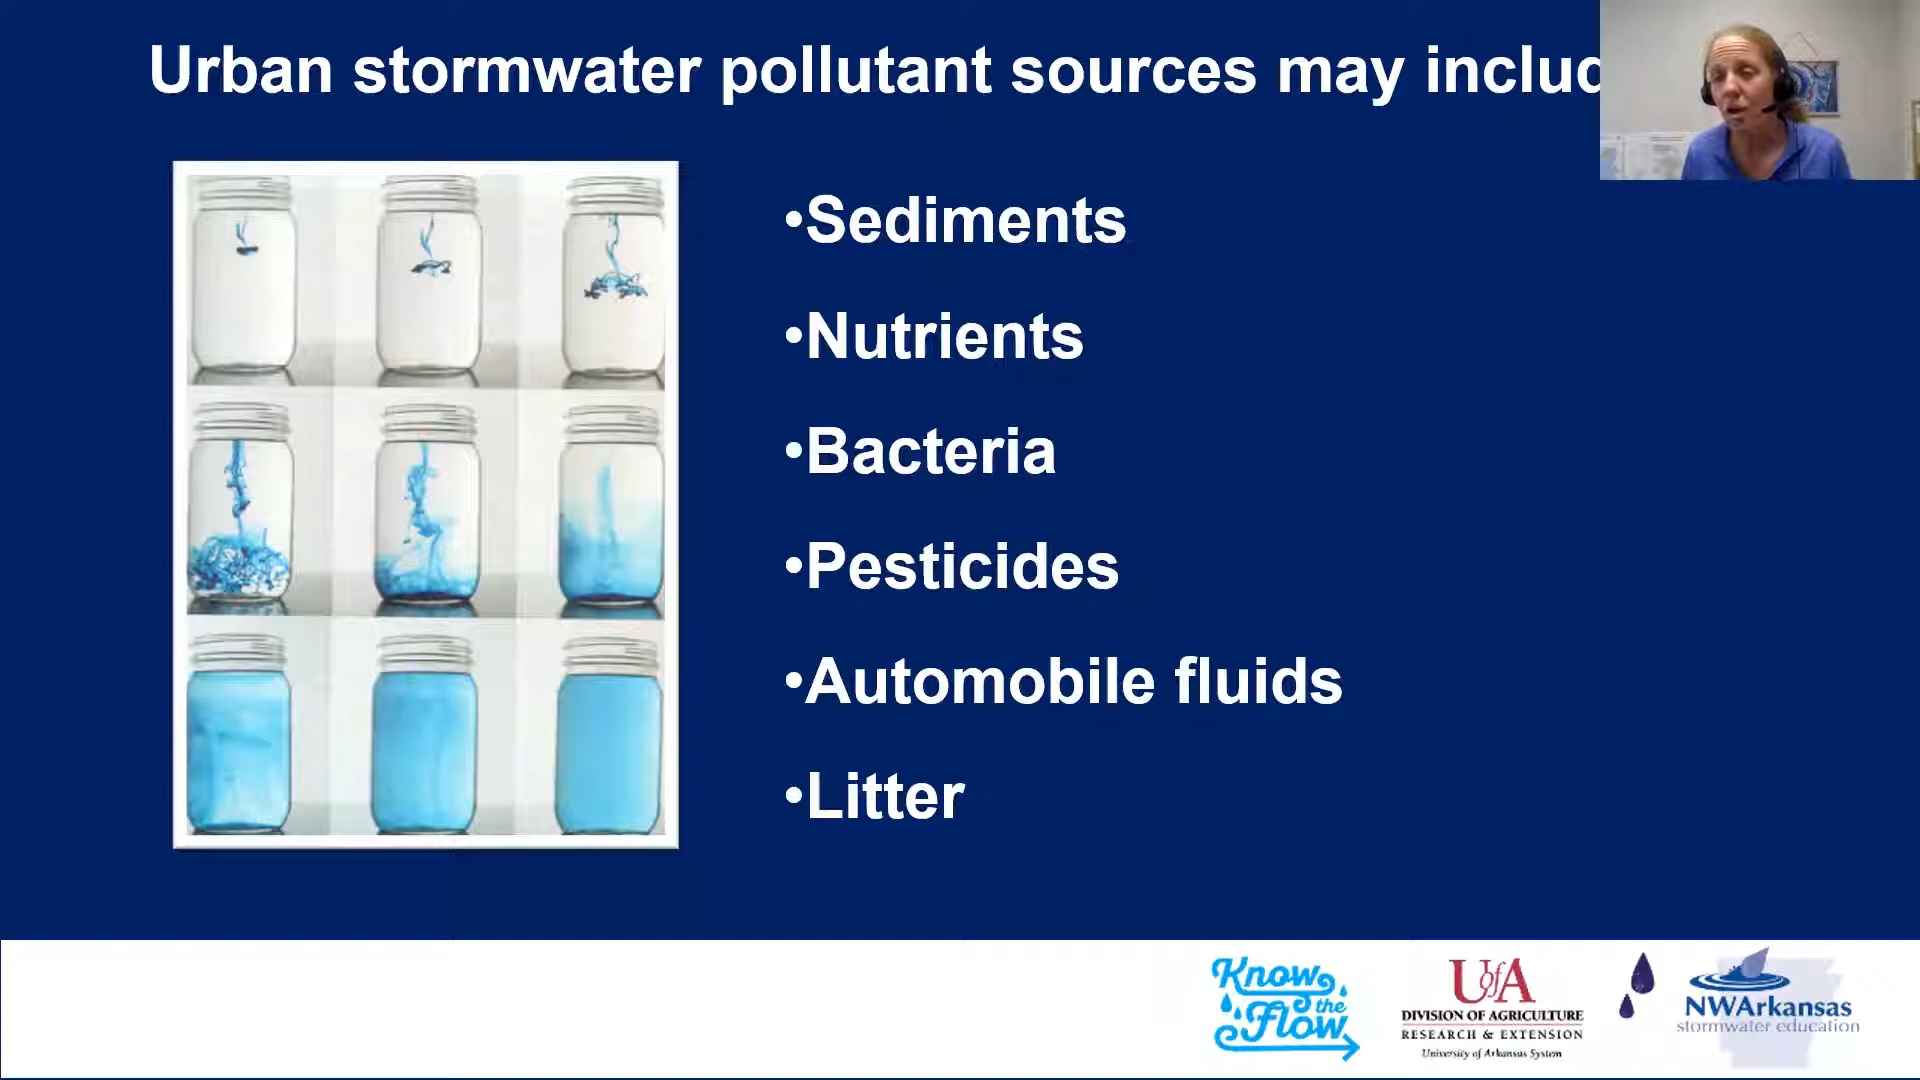 Urban stormwater pollutant sources may includ
•Sediments
•Nutrients
•Bacteria
•Pesticides
•Automobile fluids
•Litter
Know
the
Flow
UofA
DIVISION OF AGRICULTURE
RESEARCH & EXTENSION
University of Arkansas System
NWArkansas
stormwater education